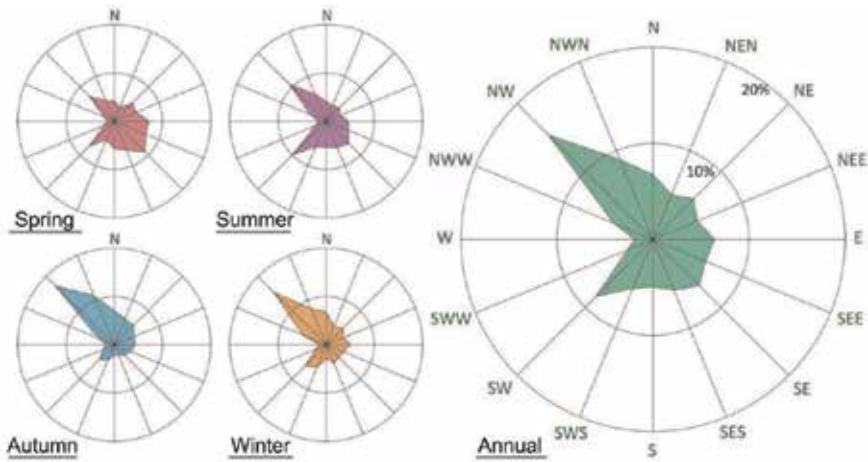 N
Spring
N
Summer
N
Autumn
N
Winter
N
NEN
NE
NEE
E
SEE
SE
SES
S
SWS
SW
SWW
W
NWW
NW
NWN
20%
10%
Annual